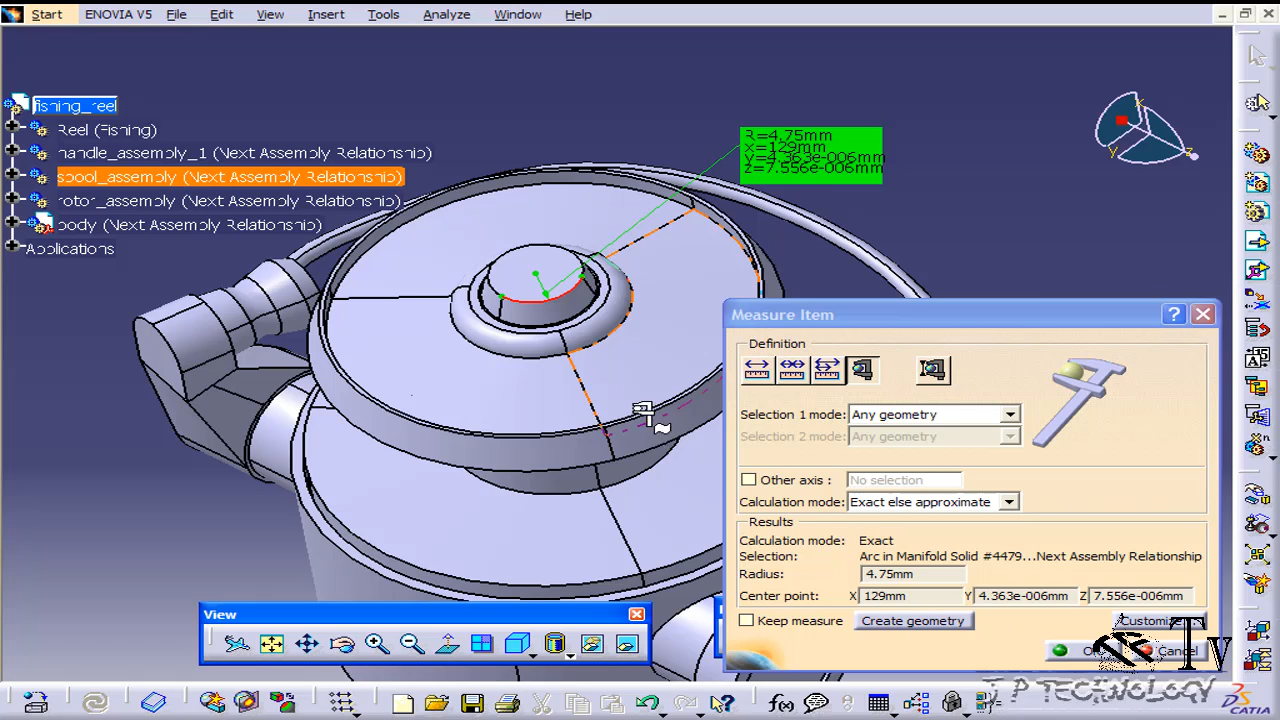 Start ENOVIA V5 File Edit View Insert Tools Analyze Window Help
fishing_reel
Reel (Fishing)
handle_assembly_1 (Next Assembly Relationship)
spool_assembly (Next Assembly Relationship)
rotor_assembly (Next Assembly Relationship)
body (Next Assembly Relationship)
Applications
R=4.75mm
x=129mm
y=4.363e-006mm
z=7.556e-006mm
X
Y
Z
Measure Item
Definition
Selection 1 mode: Any geometry
Selection 2 mode: Any geometry
Other axis : No selection
Calculation mode: Exact else approximate
Results
Calculation mode: Exact
Selection: Arc in Manifold Solid #4479...Next Assembly Relationship
Radius: 4.75mm
Center point: X 129mm Y 4.363e-006mm Z 7.556e-006mm
Keep measure Create geometry
Cancel
View
Tv
T P TECHNOLOGY
f(x)
CATIA